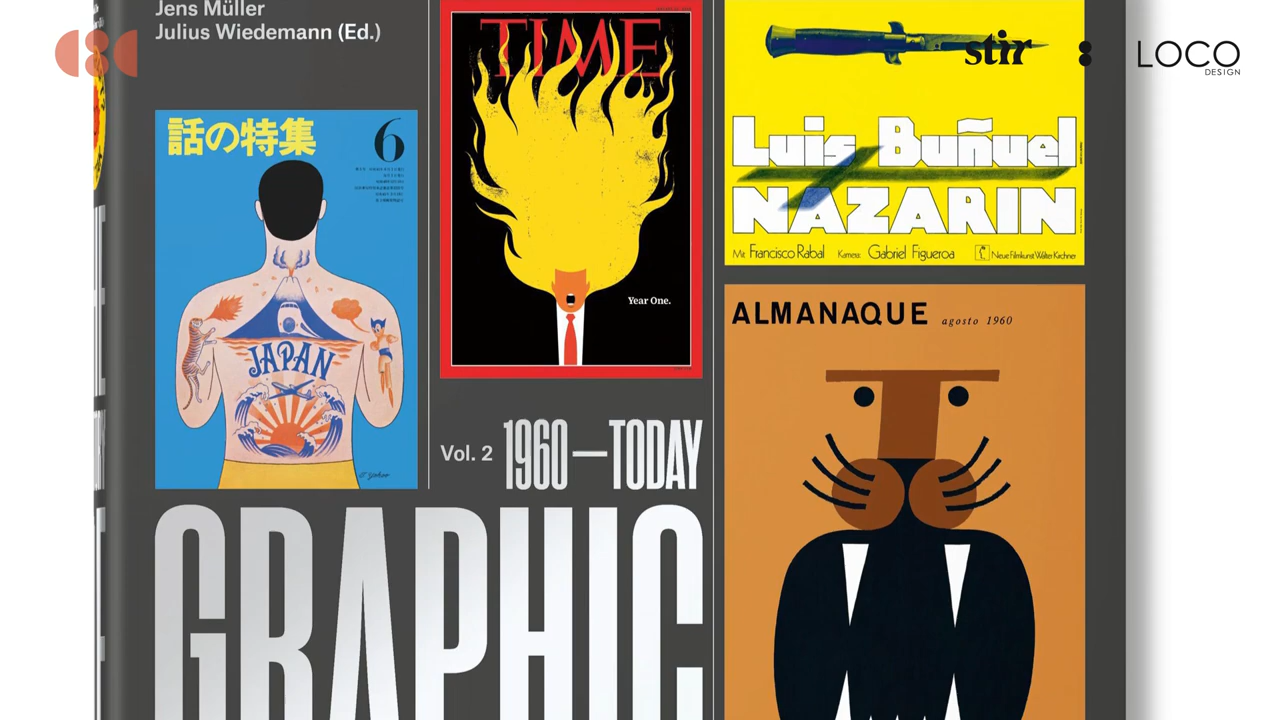 Jens Müller
Julius Wiedemann (Ed.)
stir
LOCO
DESIGN
話の特集
6
JAPAN
TIME
Year One.
Luis Buñuel
NAZARIN
Mit Francisco Rabal Kamera: Gabriel Figueroa Neue Filmkunst Walter Kirchner
ALMANAQUE agosto 1960
Vol. 2 1960—TODAY
GRAPHIC